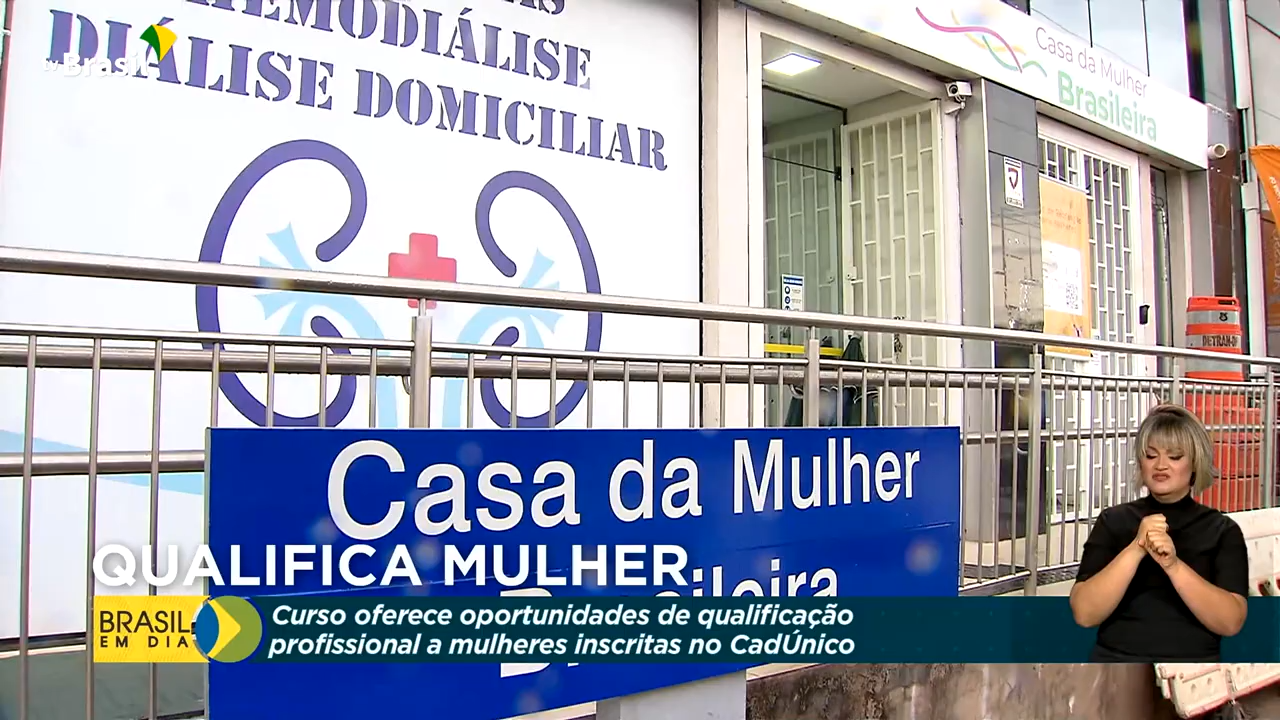 HEMODIÁLISE
DIÁLISE DOMICILIAR
Brasil
Casa da Mulher
Brasileira
DETRAN-DF
Casa da Mulher
Brasileira
QUALIFICA MULHER
BRASIL
EM DIA
Curso oferece oportunidades de qualificação
profissional a mulheres inscritas no CadÚnico